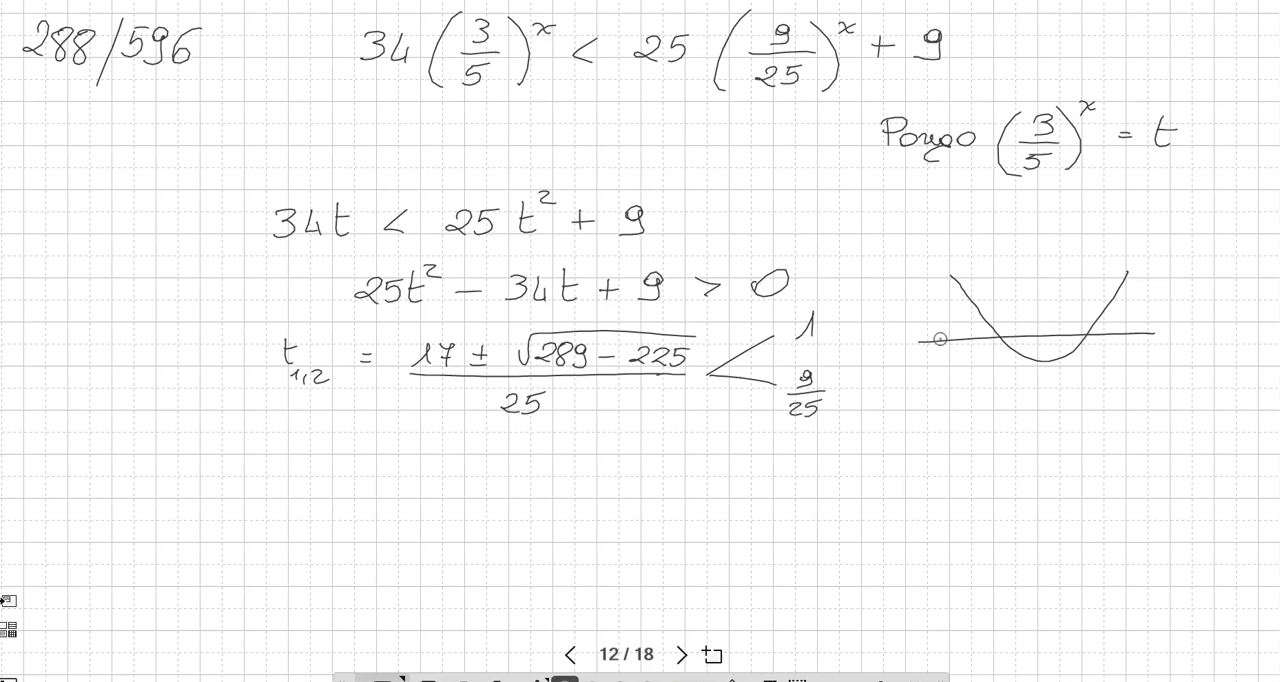 288/596 34 (3/5)^x < 25 (9/25)^x + 9
Pongo (3/5)^x = t
34t < 25t² + 9
25t² − 34t + 9 > 0
t₁,₂ = (17 ± √(289 − 225))/25 < 1
9/25
12 / 18